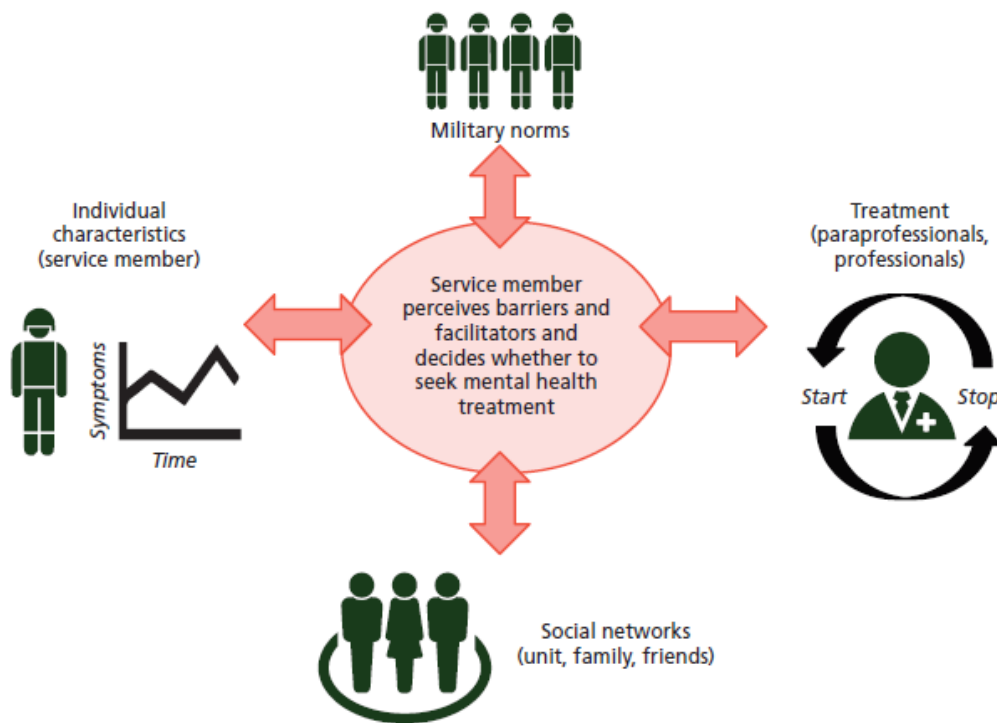 Military norms
Individual
characteristics
(service member)
Symptoms
Time
Service member
perceives barriers and
facilitators and
decides whether to
seek mental health
treatment
Treatment
(paraprofessionals,
professionals)
Start
Stop
Social networks
(unit, family, friends)